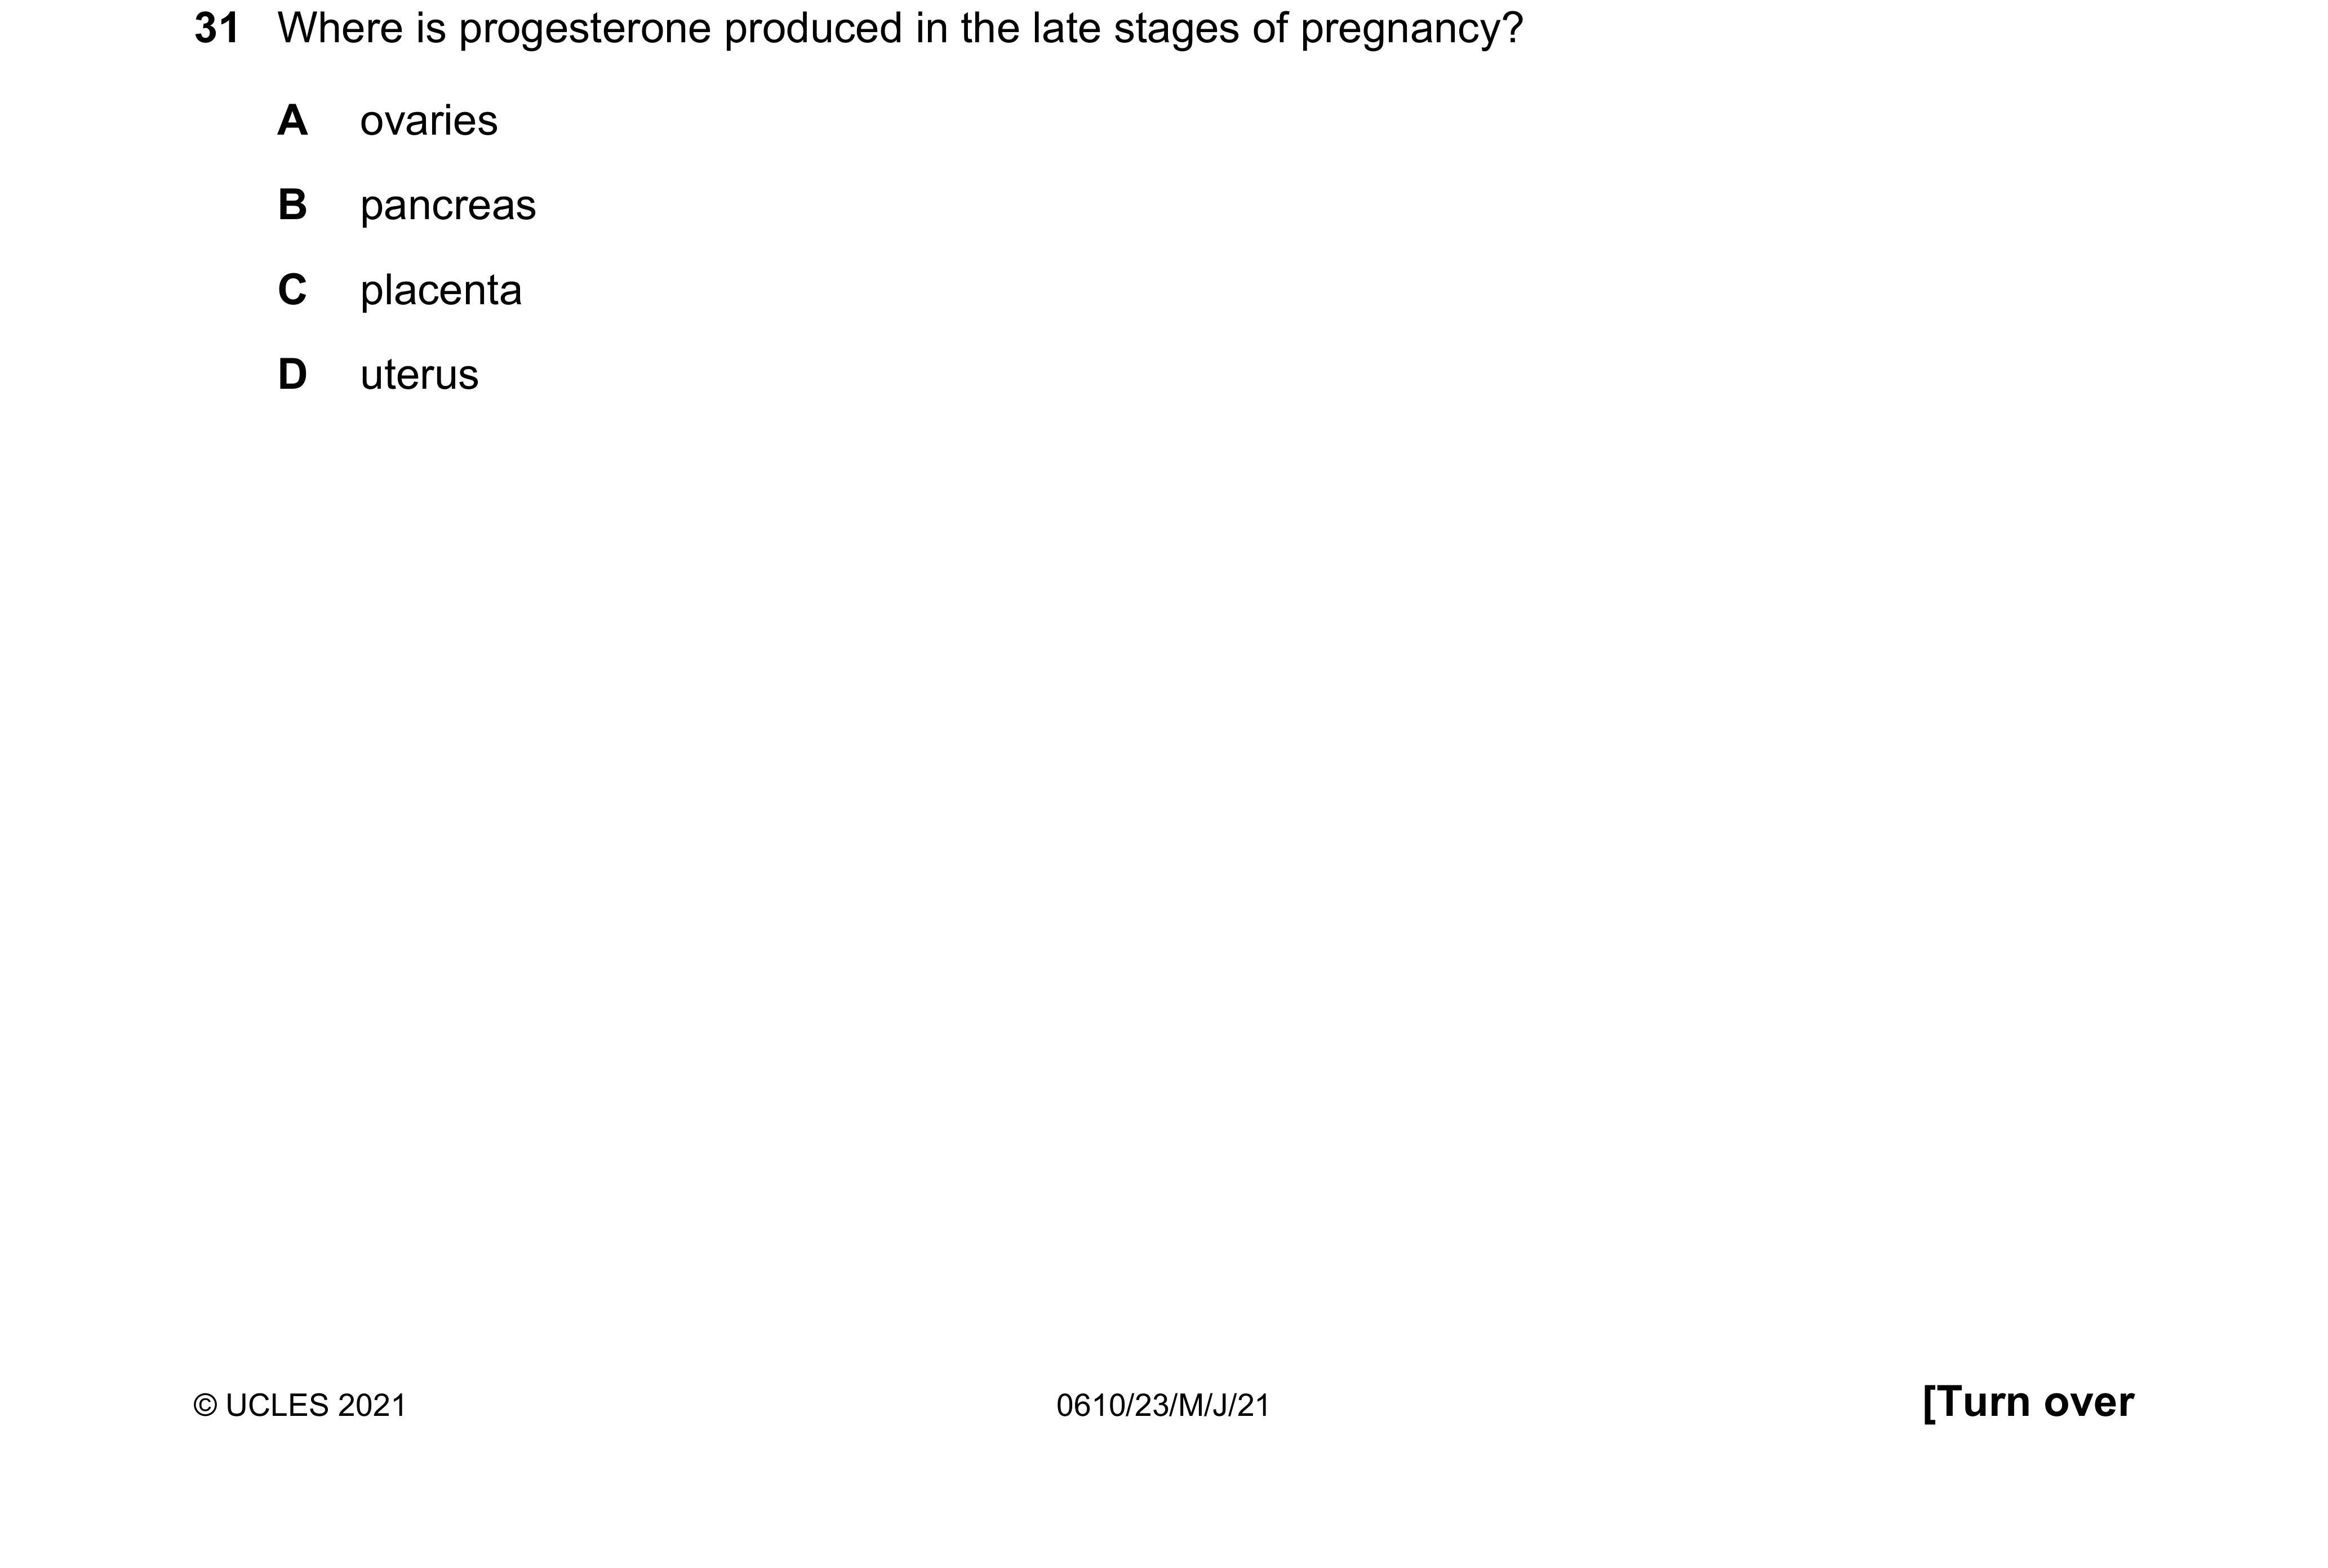 31 Where is progesterone produced in the late stages of pregnancy?
A ovaries
B pancreas
C placenta
D uterus
© UCLES 2021 0610/23/M/J/21 [Turn over